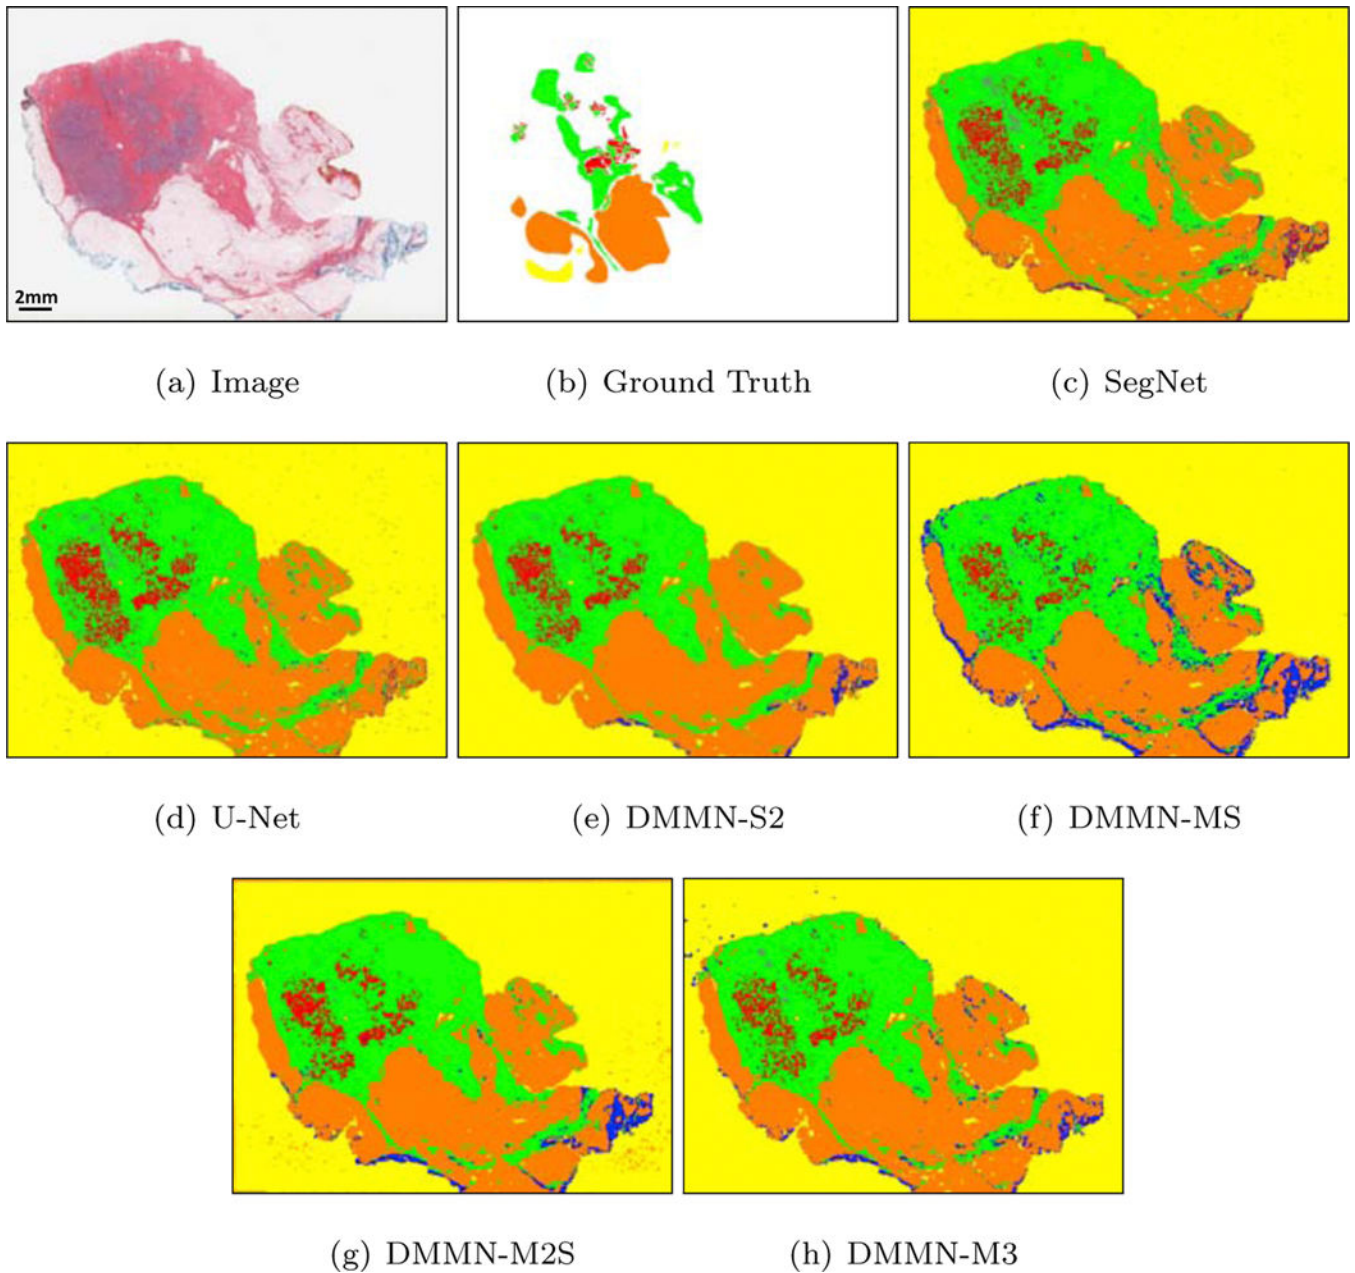 2mm
(a) Image
(b) Ground Truth
(c) SegNet
(d) U-Net
(e) DMMN-S2
(f) DMMN-MS
(g) DMMN-M2S
(h) DMMN-M3